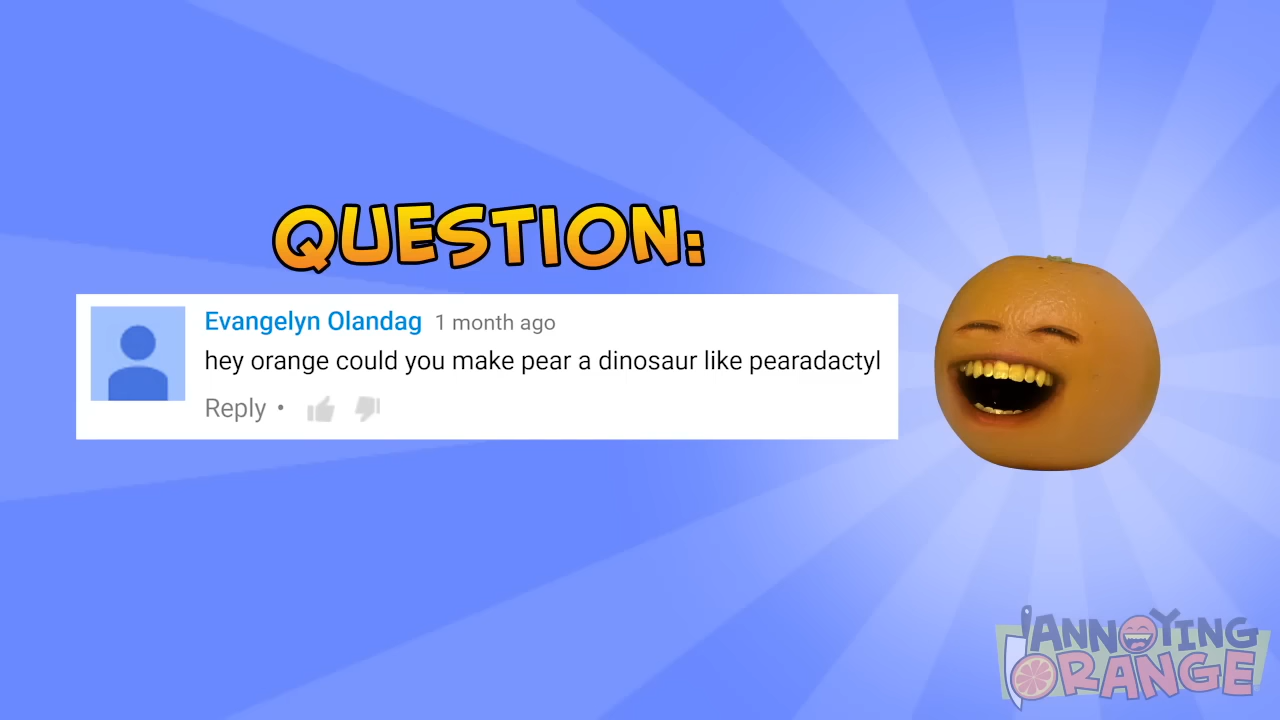 QUESTION:
Evangelyn Olandag 1 month ago
hey orange could you make pear a dinosaur like pearadactyl
Reply •
ANNOYING
ORANGE